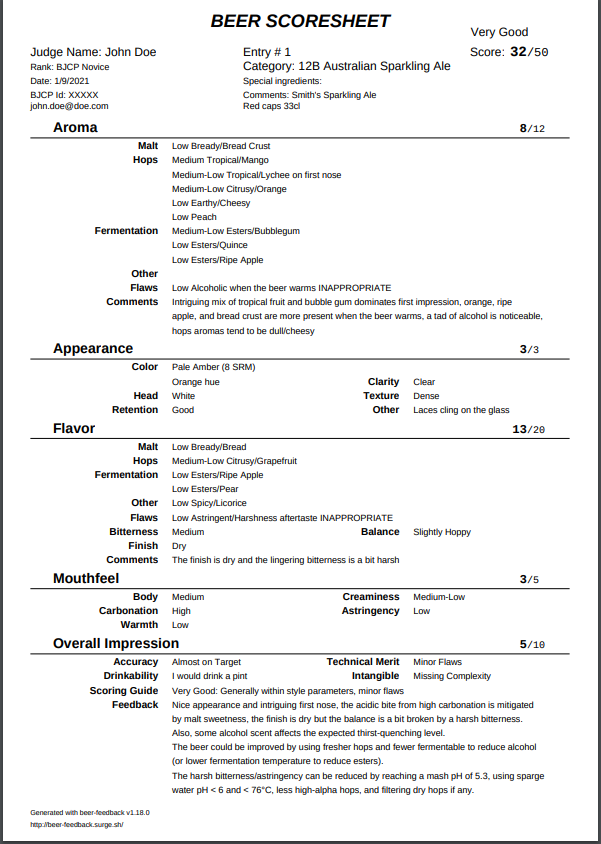 BEER SCORESHEET
Very Good
Judge Name: John Doe Entry # 1 Score: 32/50
Rank: BJCP Novice Category: 12B Australian Sparkling Ale
Date: 1/9/2021 Special ingredients:
BJCP Id: XXXXX Comments: Smith's Sparkling Ale
john.doe@doe.com Red caps 33cl
Aroma 8/12
Malt Low Bready/Bread Crust
Hops Medium Tropical/Mango
Medium-Low Tropical/Lychee on first nose
Medium-Low Citrusy/Orange
Low Earthy/Cheesy
Low Peach
Fermentation Medium-Low Esters/Bubblegum
Low Esters/Quince
Low Esters/Ripe Apple
Other
Flaws Low Alcoholic when the beer warms INAPPROPRIATE
Comments Intriguing mix of tropical fruit and bubble gum dominates first impression, orange, ripe
apple, and bread crust are more present when the beer warms, a tad of alcohol is noticeable,
hops aromas tend to be dull/cheesy
Appearance 3/3
Color Pale Amber (8 SRM)
Orange hue Clarity Clear
Head White Texture Dense
Retention Good Other Laces cling on the glass
Flavor 13/20
Malt Low Bready/Bread
Hops Medium-Low Citrusy/Grapefruit
Fermentation Low Esters/Ripe Apple
Low Esters/Pear
Other Low Spicy/Licorice
Flaws Low Astringent/Harshness aftertaste INAPPROPRIATE
Bitterness Medium Balance Slightly Hoppy
Finish Dry
Comments The finish is dry and the lingering bitterness is a bit harsh
Mouthfeel 3/5
Body Medium Creaminess Medium-Low
Carbonation High Astringency Low
Warmth Low
Overall Impression 5/10
Accuracy Almost on Target Technical Merit Minor Flaws
Drinkability I would drink a pint Intangible Missing Complexity
Scoring Guide Very Good: Generally within style parameters, minor flaws
Feedback Nice appearance and intriguing first nose, the acidic bite from high carbonation is mitigated
by malt sweetness, the finish is dry but the balance is a bit broken by a harsh bitterness.
Also, some alcohol scent affects the expected thirst-quenching level.
The beer could be improved by using fresher hops and fewer fermentable to reduce alcohol
(or lower fermentation temperature to reduce esters).
The harsh bitterness/astringency can be reduced by reaching a mash pH of 5.3, using sparge
water pH < 6 and < 76°C, less high-alpha hops, and filtering dry hops if any.
Generated with beer-feedback v1.18.0
http://beer-feedback.surge.sh/